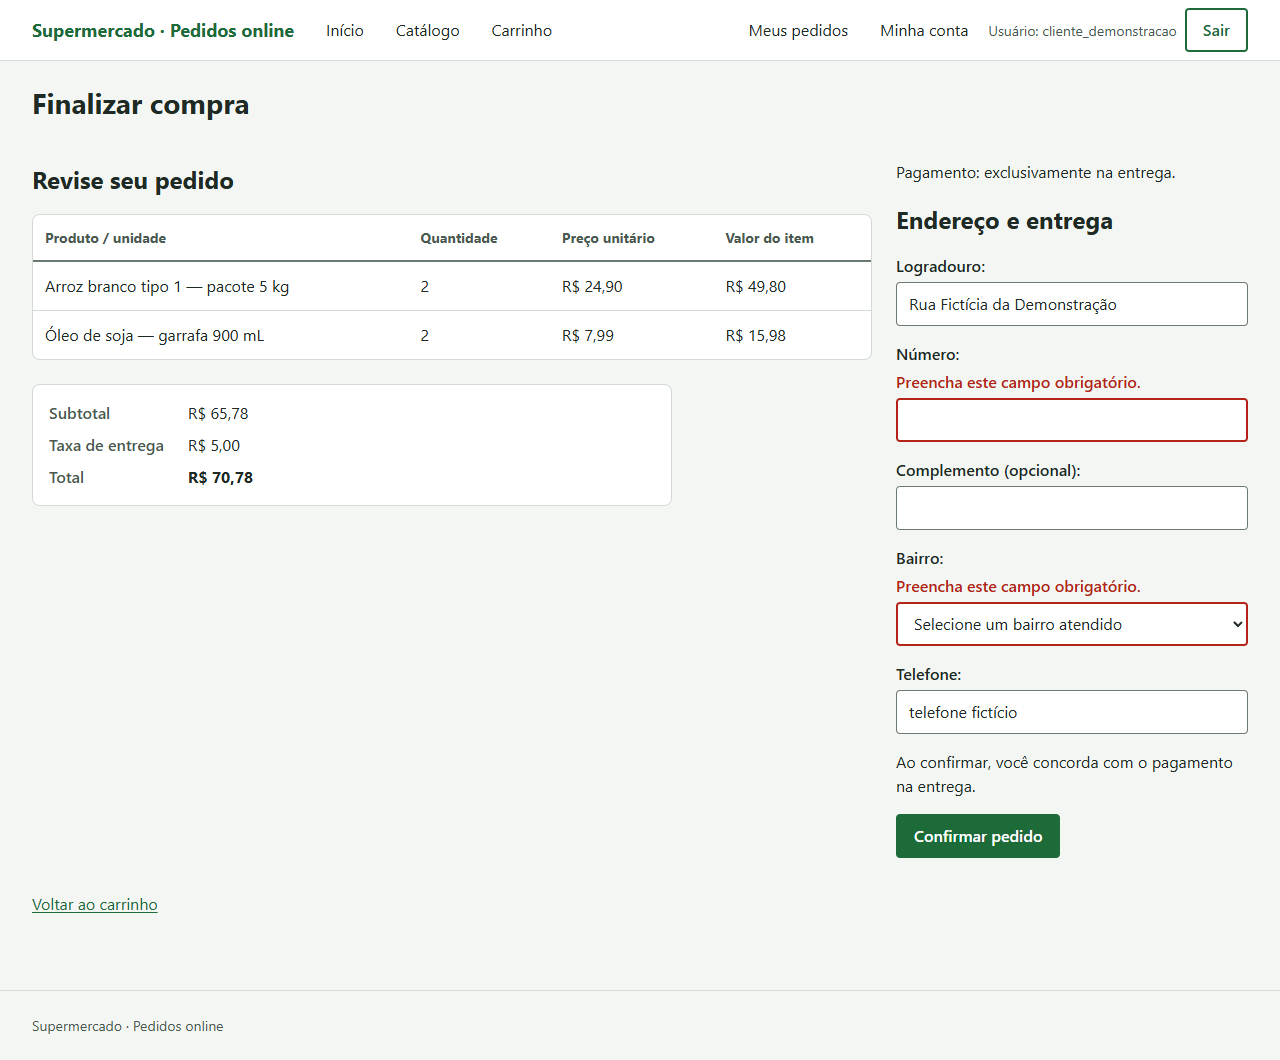 Supermercado · Pedidos online Início Catálogo Carrinho Meus pedidos Minha conta Usuário: cliente_demonstracao Sair
Finalizar compra
Revise seu pedido
Produto / unidade Quantidade Preço unitário Valor do item
Arroz branco tipo 1 — pacote 5 kg 2 R$ 24,90 R$ 49,80
Óleo de soja — garrafa 900 mL 2 R$ 7,99 R$ 15,98
Subtotal R$ 65,78
Taxa de entrega R$ 5,00
Total R$ 70,78
Pagamento: exclusivamente na entrega.
Endereço e entrega
Logradouro:
Rua Fictícia da Demonstração
Número:
Preencha este campo obrigatório.
Complemento (opcional):
Bairro:
Preencha este campo obrigatório.
Selecione um bairro atendido
Telefone:
telefone fictício
Ao confirmar, você concorda com o pagamento
na entrega.
Confirmar pedido
Voltar ao carrinho
Supermercado · Pedidos online